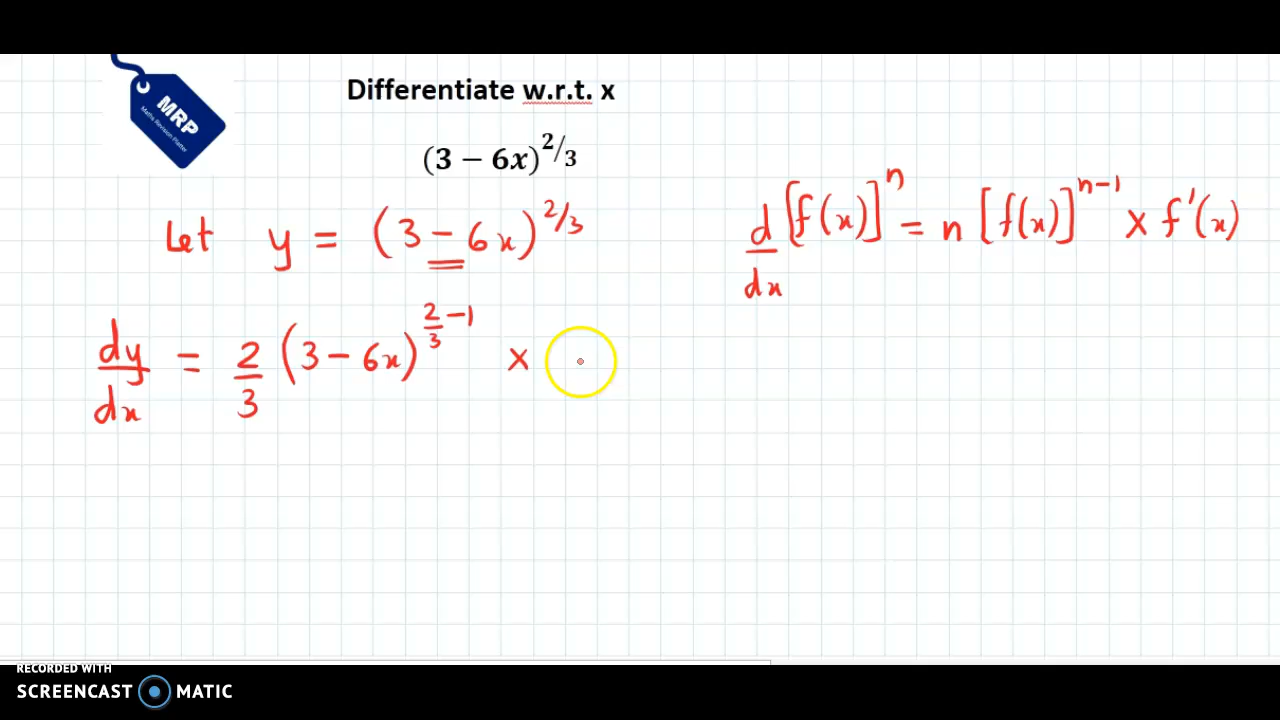 MRP
Maths Revision Platter
Differentiate w.r.t. x
(3 − 6x)^2/3
Let y = (3 − 6x)^2/3
d/dx [f(x)]^n = n [f(x)]^n−1 × f'(x)
dy/dx = 2/3 (3 − 6x)^2/3 −1 ×
RECORDED WITH
SCREENCAST MATIC